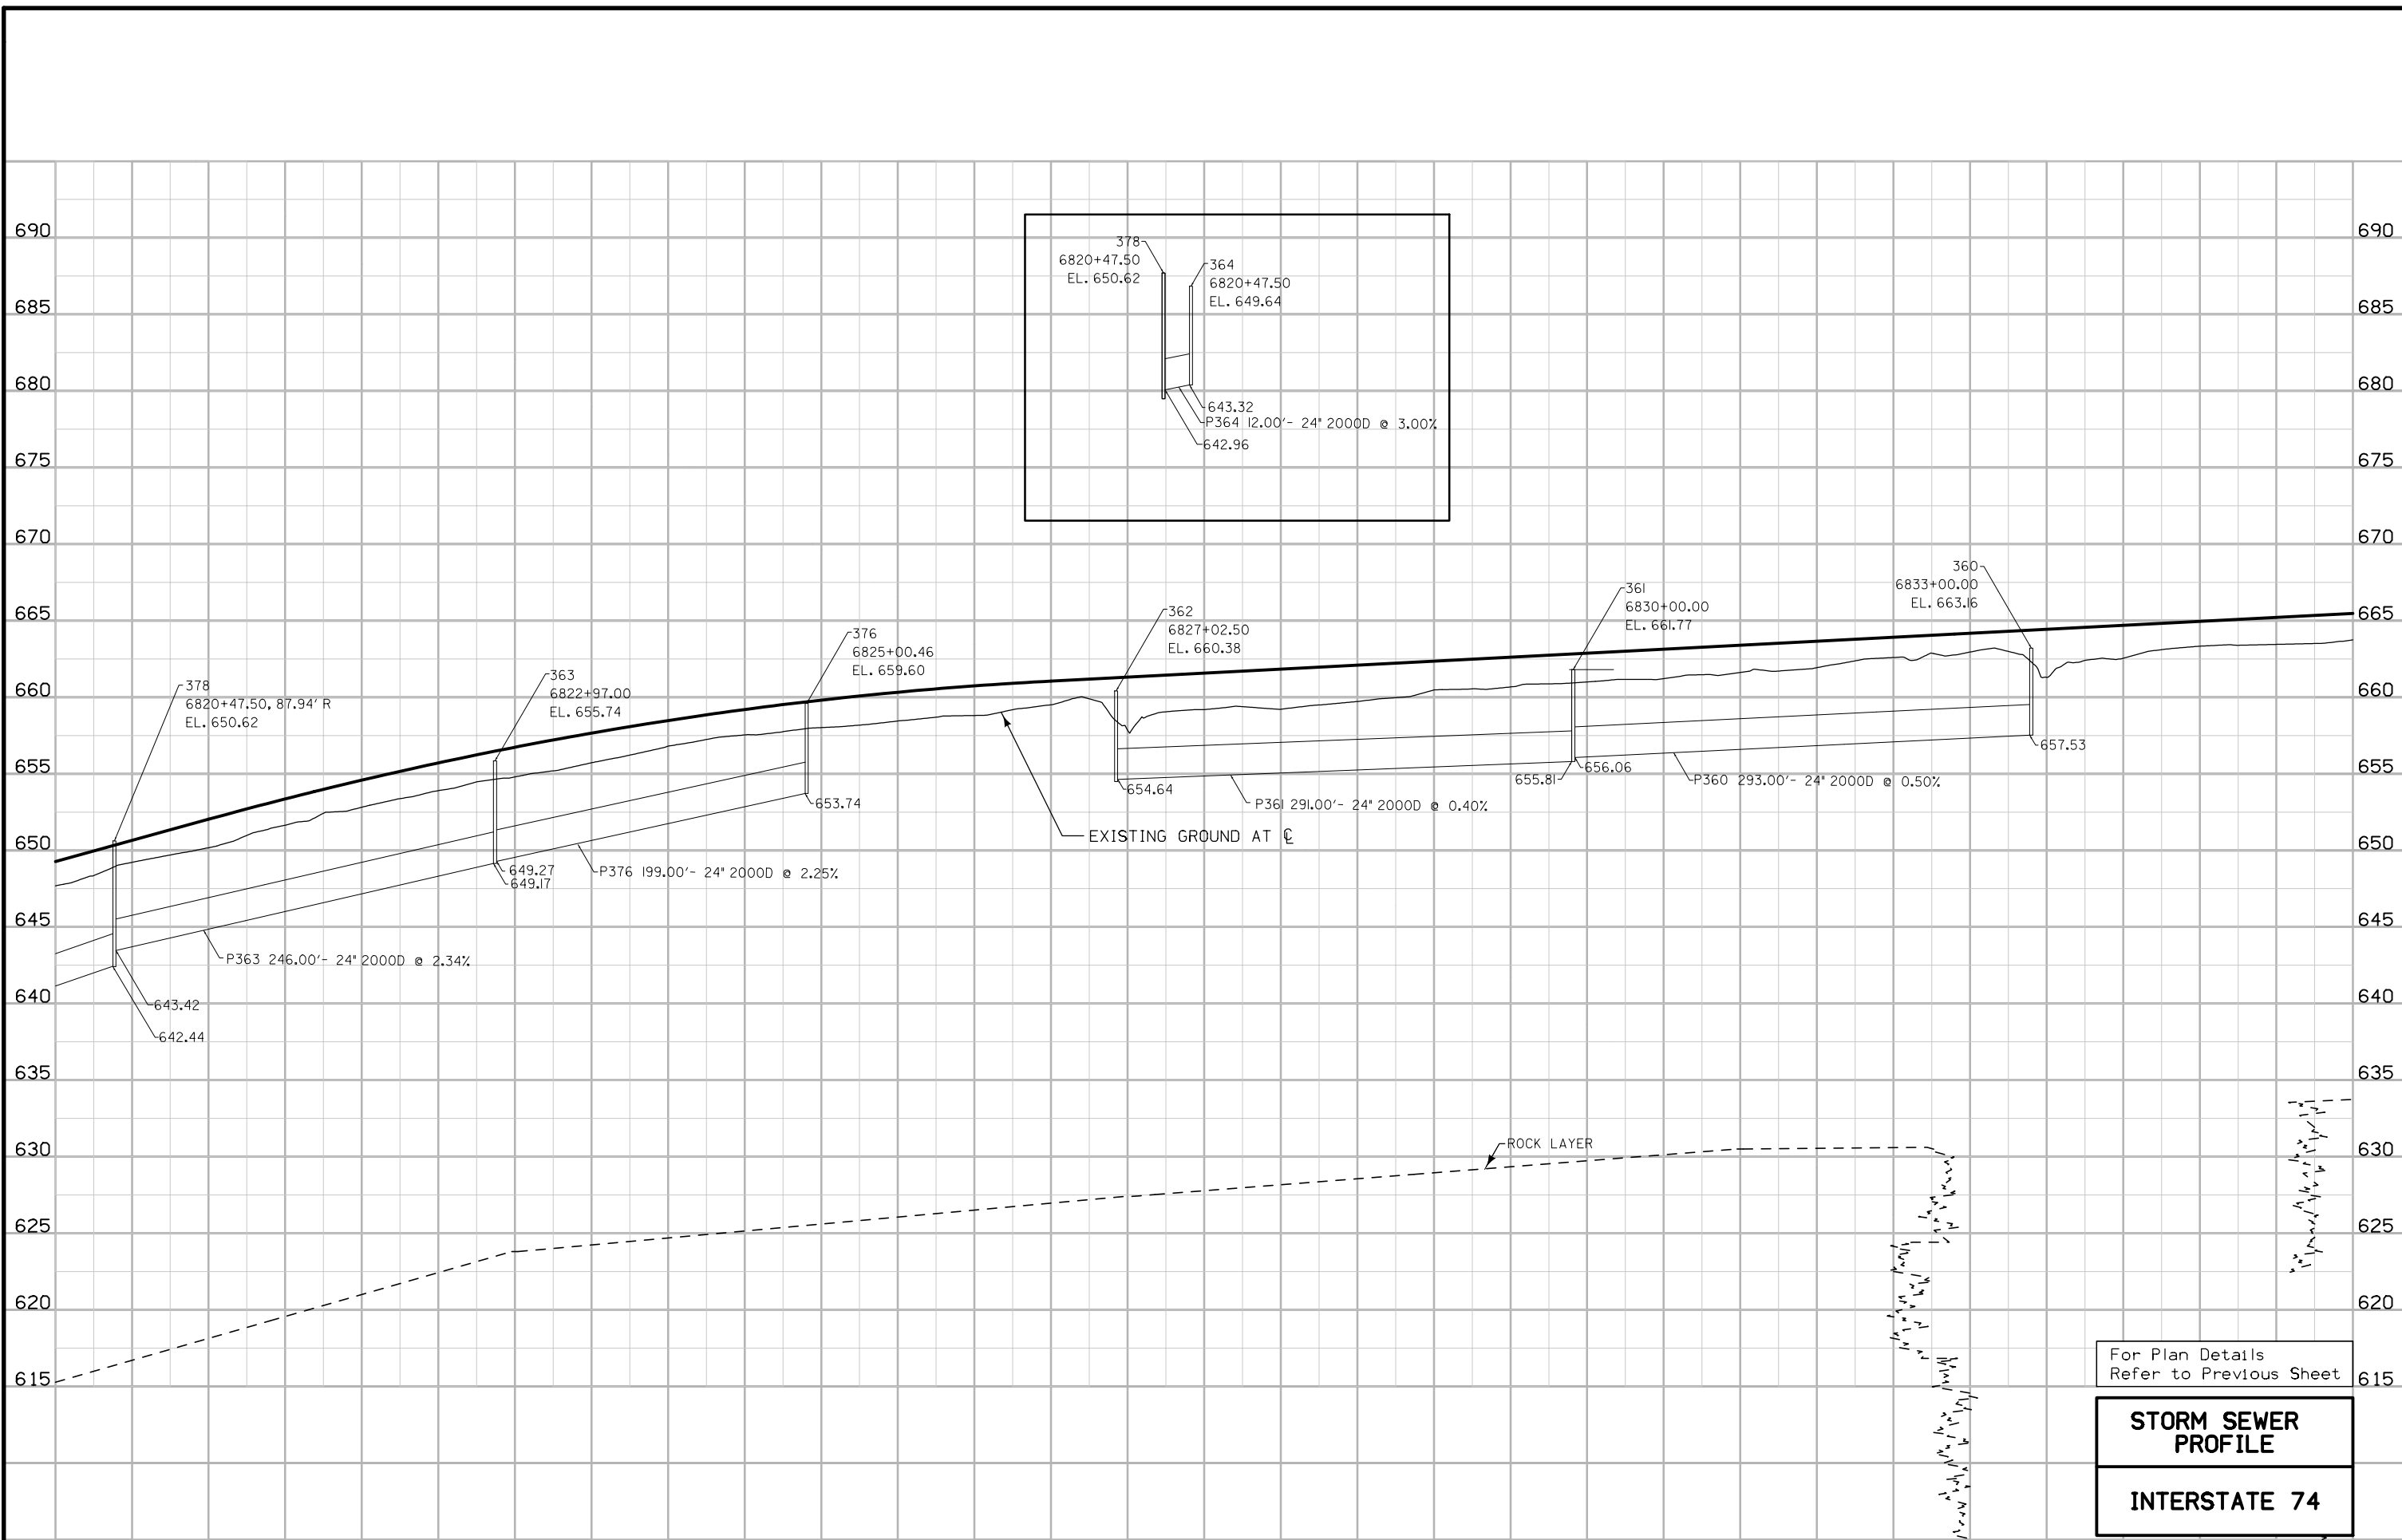 378
6820+47.50
EL. 650.62
364
6820+47.50
EL. 649.64
643.32
P364 12.00'- 24" 2000D @ 3.00%
642.96
690
690
685
685
680
680
675
675
670
670
665
665
660
660
655
655
650
650
645
645
640
640
635
635
630
630
625
625
620
620
615
615
378
6820+47.50, 87.94' R
EL. 650.62
363
6822+97.00
EL. 655.74
376
6825+00.46
EL. 659.60
362
6827+02.50
EL. 660.38
361
6830+00.00
EL. 661.77
360
6833+00.00
EL. 663.16
657.53
656.06
655.81
P360 293.00'- 24" 2000D @ 0.50%
654.64
P361 291.00'- 24" 2000D @ 0.40%
653.74
EXISTING GROUND AT ℄
649.27
649.17
P376 199.00'- 24" 2000D @ 2.25%
P363 246.00'- 24" 2000D @ 2.34%
643.42
642.44
ROCK LAYER
For Plan Details
Refer to Previous Sheet
STORM SEWER
PROFILE
INTERSTATE 74